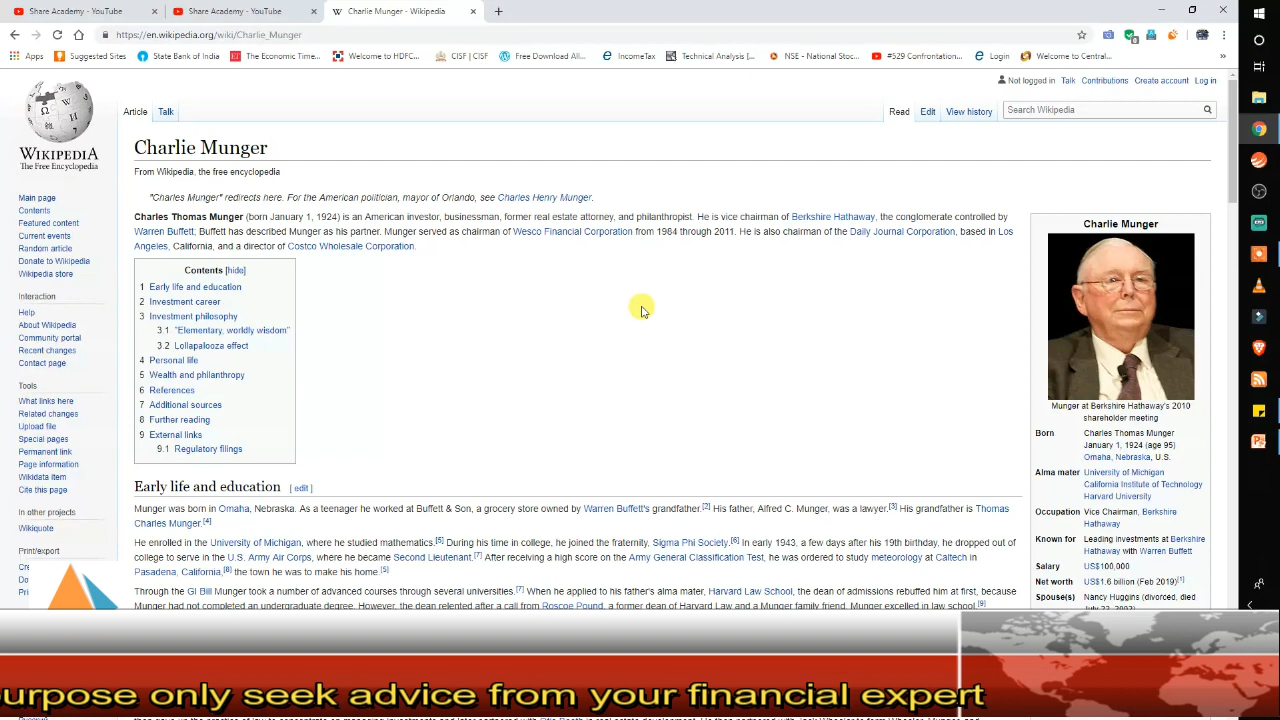 Share Academy - YouTube
Share Academy - YouTube
Charlie Munger - Wikipedia
https://en.wikipedia.org/wiki/Charlie_Munger
Apps
Suggested Sites
State Bank of India
The Economic Time...
Welcome to HDFC...
CISF | CISF
Free Download All...
IncomeTax
Technical Analysis [...
NSE - National Stoc...
#529 Confrontation...
Login
Welcome to Central...
Not logged in Talk Contributions Create account Log in
Article Talk
Read Edit View history
Search Wikipedia
WIKIPEDIA
The Free Encyclopedia
Main page
Contents
Featured content
Current events
Random article
Donate to Wikipedia
Wikipedia store
Interaction
Help
About Wikipedia
Community portal
Recent changes
Contact page
Tools
What links here
Related changes
Upload file
Special pages
Permanent link
Page information
Wikidata item
Cite this page
In other projects
Wikiquote
Print/export
Charlie Munger
From Wikipedia, the free encyclopedia
"Charles Munger" redirects here. For the American politician, mayor of Orlando, see Charles Henry Munger.
Charles Thomas Munger (born January 1, 1924) is an American investor, businessman, former real estate attorney, and philanthropist. He is vice chairman of Berkshire Hathaway, the conglomerate controlled by
Warren Buffett; Buffett has described Munger as his partner. Munger served as chairman of Wesco Financial Corporation from 1984 through 2011. He is also chairman of the Daily Journal Corporation, based in Los
Angeles, California, and a director of Costco Wholesale Corporation.
Contents [hide]
1 Early life and education
2 Investment career
3 Investment philosophy
3.1 "Elementary, worldly wisdom"
3.2 Lollapalooza effect
4 Personal life
5 Wealth and philanthropy
6 References
7 Additional sources
8 Further reading
9 External links
9.1 Regulatory filings
Early life and education [ edit ]
Munger was born in Omaha, Nebraska. As a teenager he worked at Buffett & Son, a grocery store owned by Warren Buffett's grandfather.[2] His father, Alfred C. Munger, was a lawyer.[3] His grandfather is Thomas
Charles Munger.[4]
He enrolled in the University of Michigan, where he studied mathematics.[5] During his time in college, he joined the fraternity, Sigma Phi Society.[6] In early 1943, a few days after his 19th birthday, he dropped out of
college to serve in the U.S. Army Air Corps, where he became Second Lieutenant.[7] After receiving a high score on the Army General Classification Test, he was ordered to study meteorology at Caltech in
Pasadena, California,[8] the town he was to make his home.[5]
Through the GI Bill Munger took a number of advanced courses through several universities.[7] When he applied to his father's alma mater, Harvard Law School, the dean of admissions rebuffed him at first, because
Munger had not completed an undergraduate degree. However, the dean relented after a call from Roscoe Pound, a former dean of Harvard Law and a Munger family friend. Munger excelled in law school.[9]
Charlie Munger
Munger at Berkshire Hathaway's 2010
shareholder meeting
Born Charles Thomas Munger
January 1, 1924 (age 95)
Omaha, Nebraska, U.S.
Alma mater University of Michigan
California Institute of Technology
Harvard University
Occupation Vice Chairman, Berkshire
Hathaway
Known for Leading investments at Berkshire
Hathaway with Warren Buffett
Salary US$100,000
Net worth US$1.6 billion (Feb 2019)[1]
Spouse(s) Nancy Huggins (divorced, died
urpose only seek advice from your financial expert